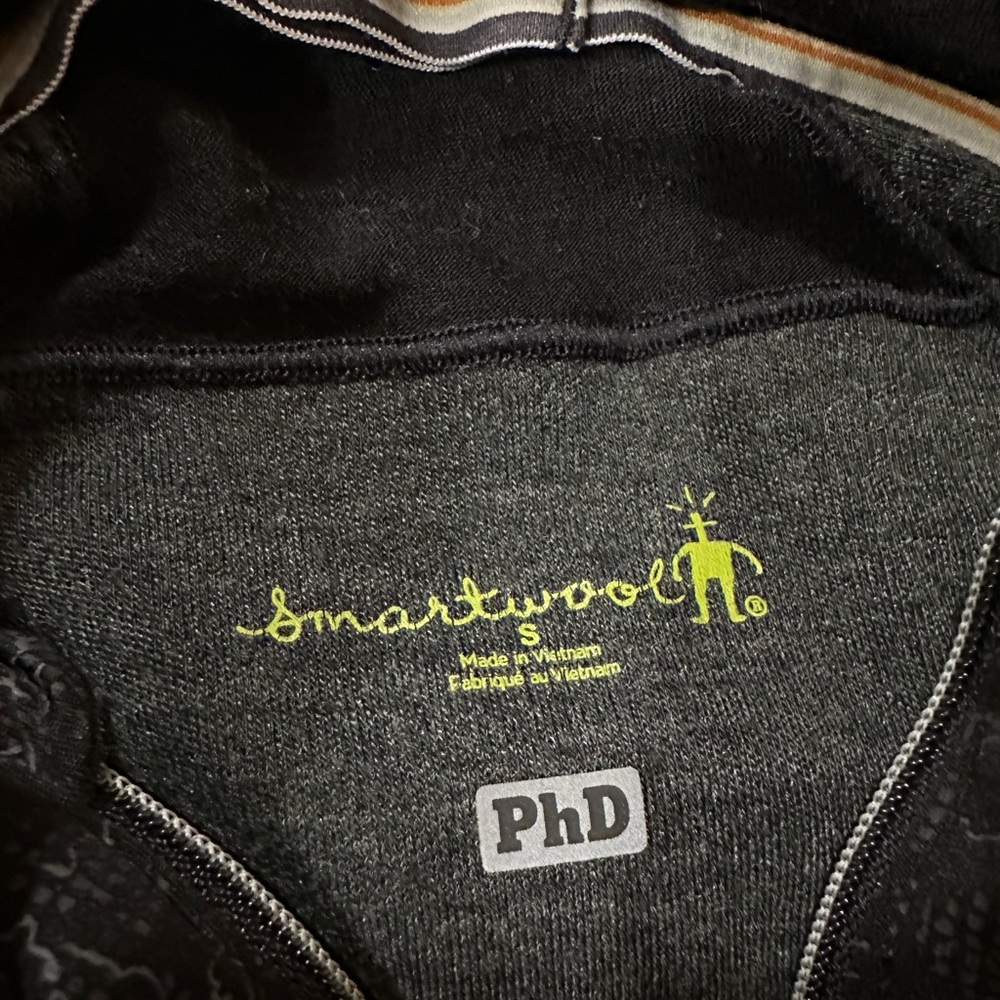 smartwool®
S
Made in Vietnam
Fabriqué au Vietnam
PhD